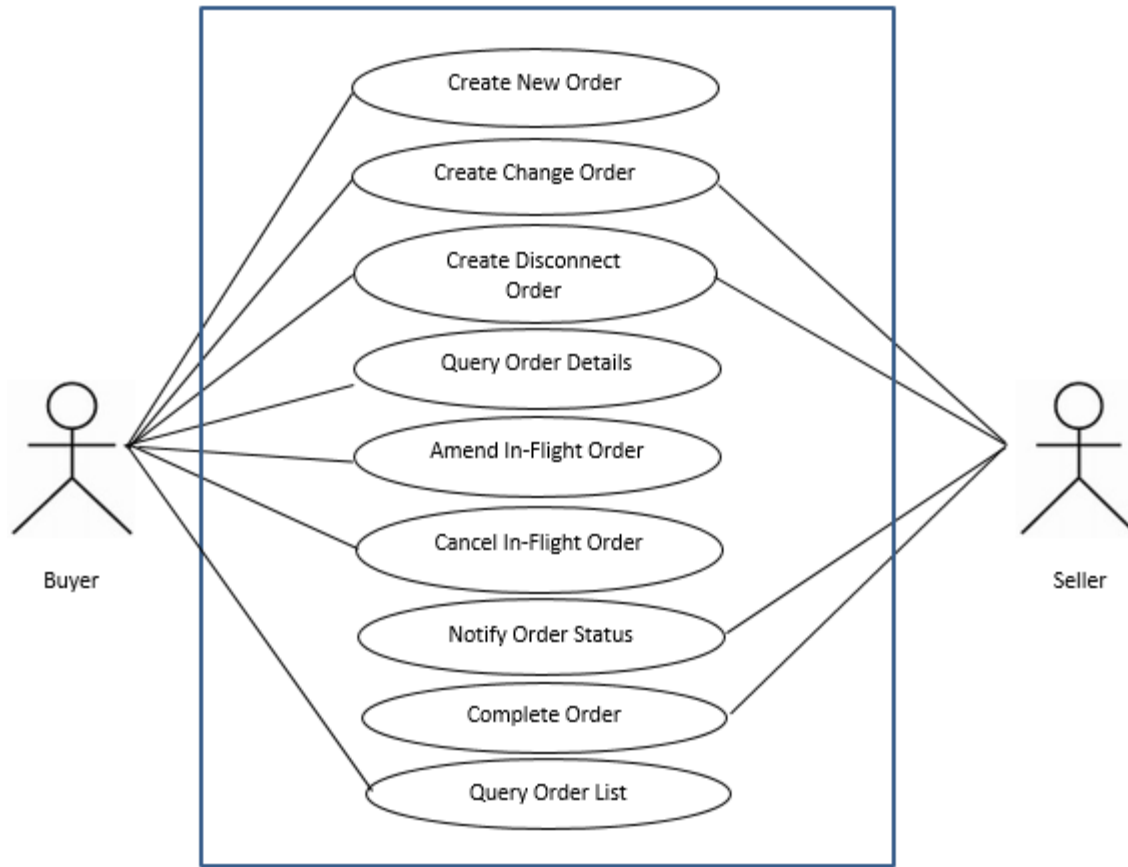 Create New Order
Create Change Order
Create Disconnect
Order
Query Order Details
Amend In-Flight Order
Cancel In-Flight Order
Buyer
Seller
Notify Order Status
Complete Order
Query Order List